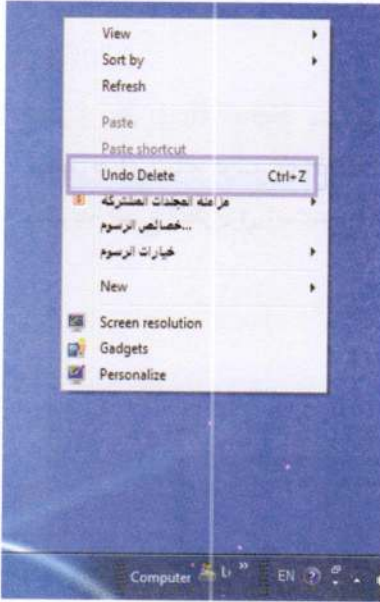 View
Sort by
Refresh
Paste
Paste shortcut
Undo Delete Ctrl+Z
مزامنة المجلدات المشتركة
خصائص الرسوم...
خيارات الرسوم
New
Screen resolution
Gadgets
Personalize
Computer
EN